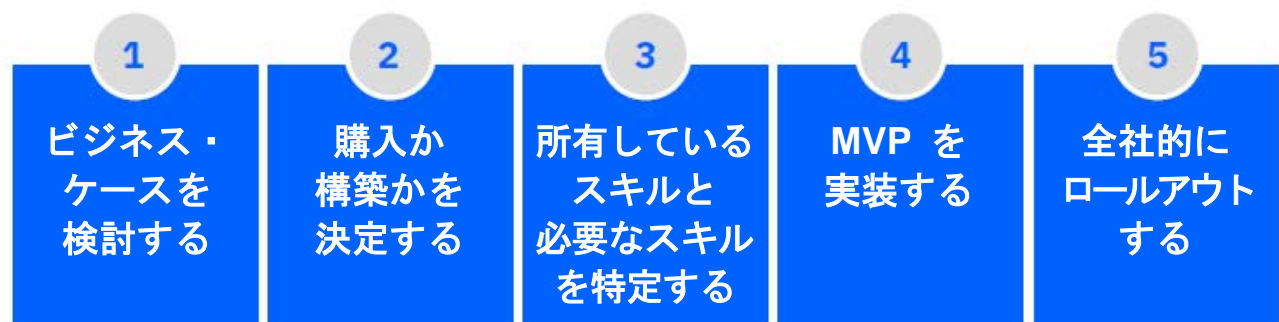 1
ビジネス・
ケースを
検討する
2
購入か
構築かを
決定する
3
所有している
スキルと
必要なスキル
を特定する
4
MVP を
実装する
5
全社的に
ロールアウト
する